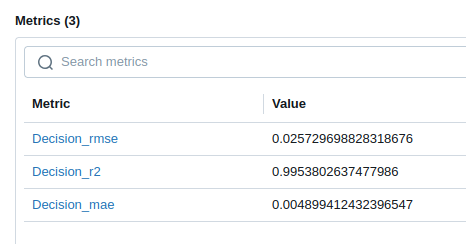 Metrics (3)
Search metrics
Metric Value
Decision_rmse 0.025729698828318676
Decision_r2 0.9953802637477986
Decision_mae 0.004899412432396547